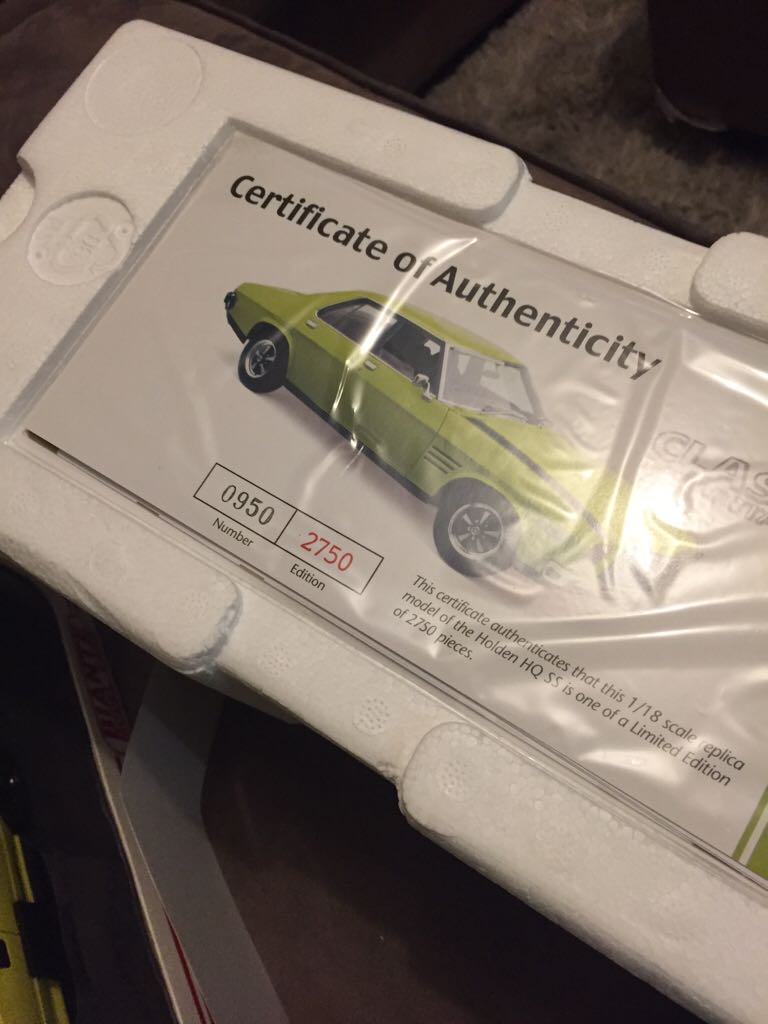 Certificate of Authenticity
0950 2750
Number Edition
This certificate authenticates that this 1/18 scale replica
model of the Holden HQ SS is one of a Limited Edition
of 2750 pieces.